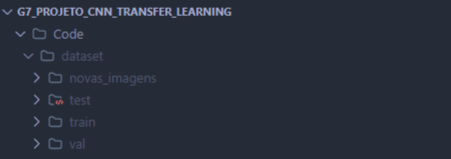 G7_PROJETO_CNN_TRANSFER_LEARNING
Code
dataset
novas_imagens
test
train
val